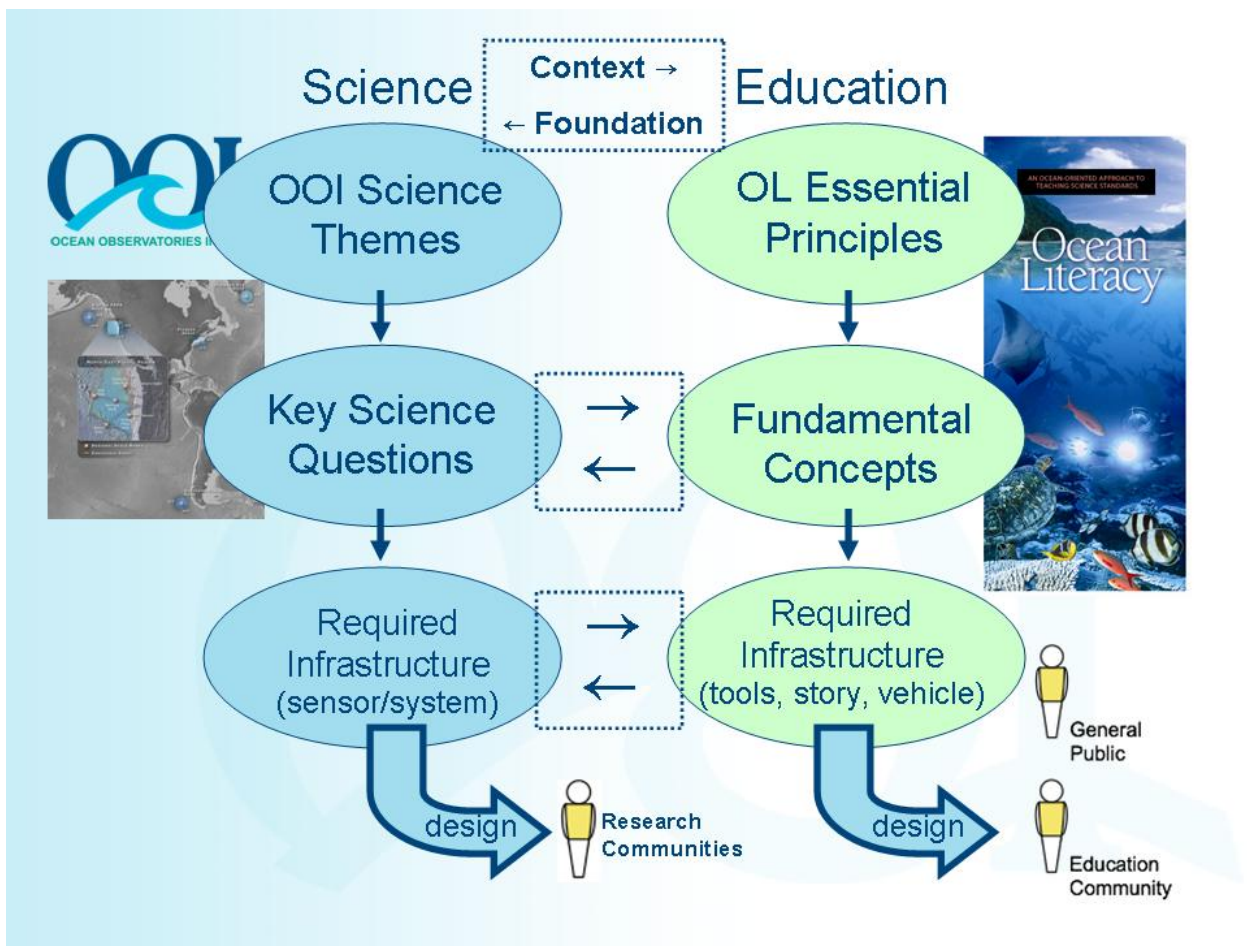 Science
Context →
← Foundation
Education
OOI
OCEAN OBSERVATORIES I
OOI Science
Themes
OL Essential
Principles
AN OCEAN-ORIENTED APPROACH TO
TEACHING SCIENCE STANDARDS
Ocean
Literacy
Key Science
Questions
→
←
Fundamental
Concepts
Required
Infrastructure
(sensor/system)
→
←
Required
Infrastructure
(tools, story, vehicle)
General
Public
design
Research
Communities
design
Education
Community